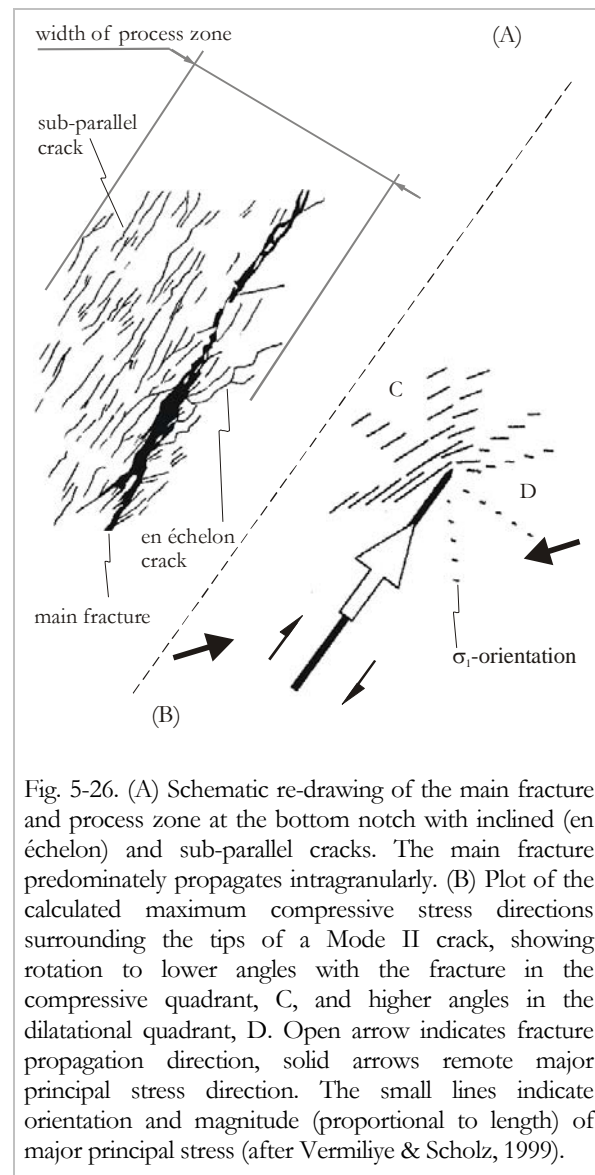 width of process zone
(A)
sub-parallel
crack
C
D
en échelon
crack
main fracture
σ₁-orientation
(B)
Fig. 5-26. (A) Schematic re-drawing of the main fracture
and process zone at the bottom notch with inclined (en
échelon) and sub-parallel cracks. The main fracture
predominately propagates intragranularly. (B) Plot of the
calculated maximum compressive stress directions
surrounding the tips of a Mode II crack, showing
rotation to lower angles with the fracture in the
compressive quadrant, C, and higher angles in the
dilatational quadrant, D. Open arrow indicates fracture
propagation direction, solid arrows remote major
principal stress direction. The small lines indicate
orientation and magnitude (proportional to length) of
major principal stress (after Vermiliye & Scholz, 1999).